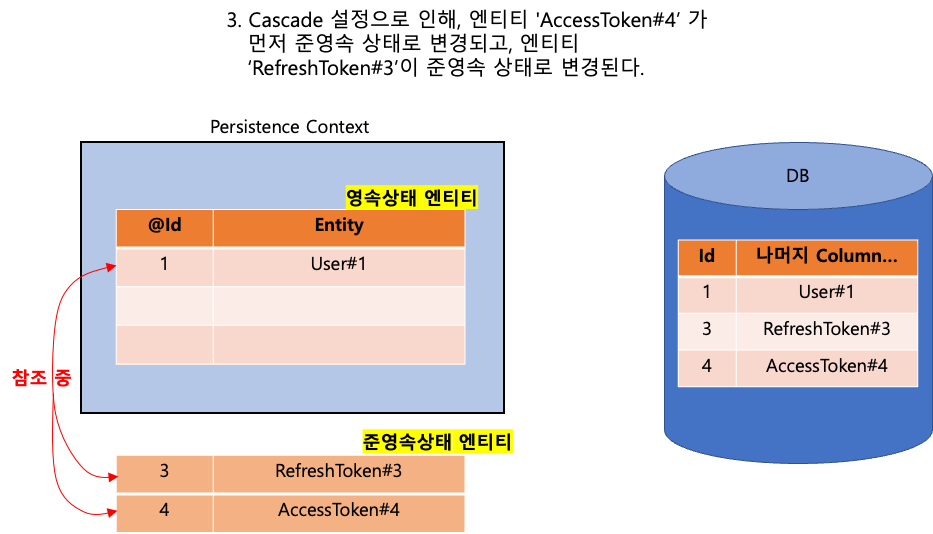 3. Cascade 설정으로 인해, 엔티티 'AccessToken#4’ 가
먼저 준영속 상태로 변경되고, 엔티티
‘RefreshToken#3’이 준영속 상태로 변경된다.
Persistence Context
영속상태 엔티티
@Id Entity
1 User#1
참조 중
준영속상태 엔티티
3 RefreshToken#3
4 AccessToken#4
DB
Id 나머지 Column...
1 User#1
3 RefreshToken#3
4 AccessToken#4